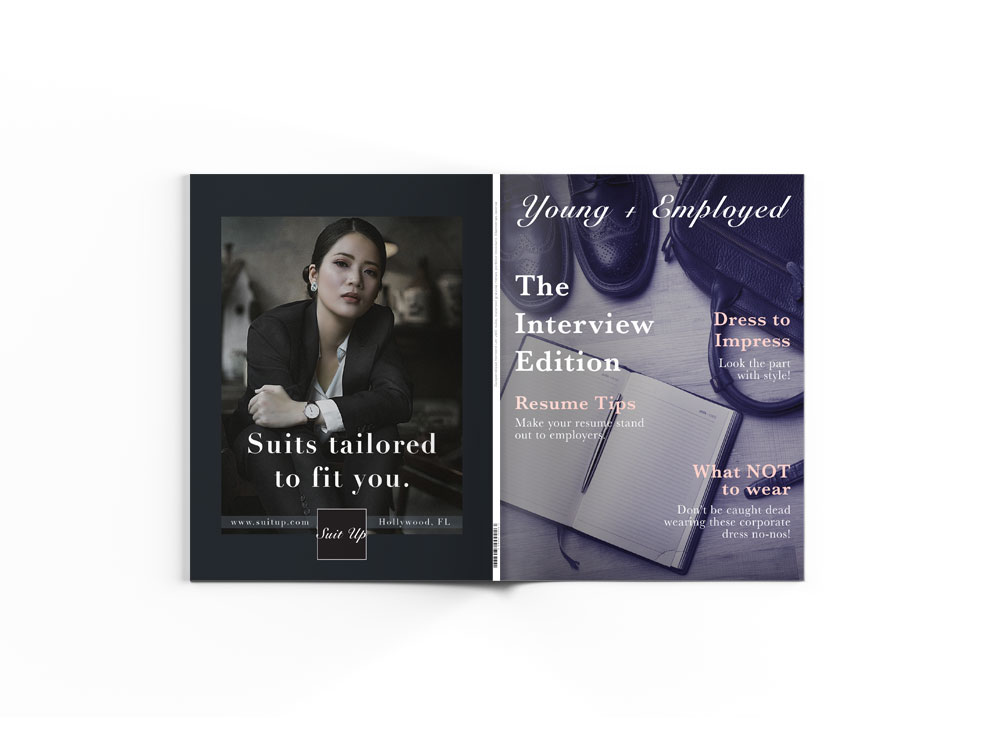 Suits tailored
to fit you.
www.suitup.com
Hollywood, FL
Suit Up
Young + Employed
The
Interview
Edition
Resume Tips
Make your resume stand
out to employers.
Dress to
Impress
Look the part
with style!
What NOT
to wear
Don't be caught dead
wearing these corporate
dress no-nos!